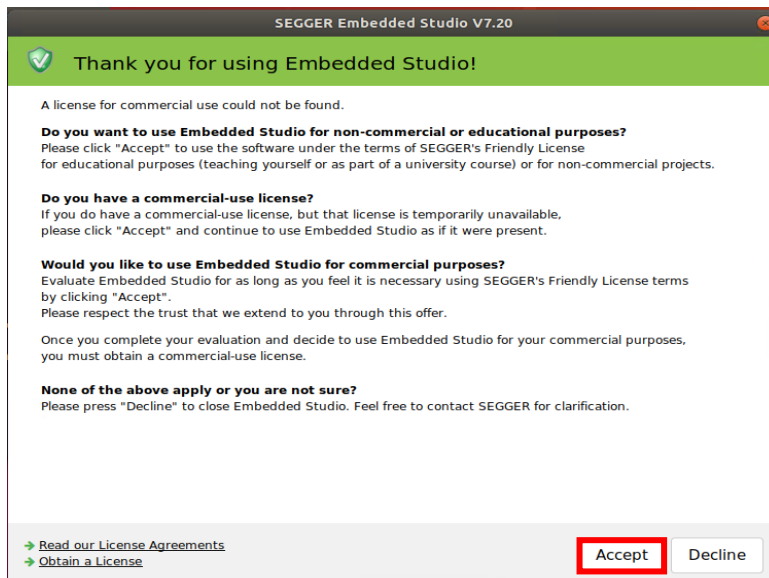 SEGGER Embedded Studio V7.20
Thank you for using Embedded Studio!
A license for commercial use could not be found.
Do you want to use Embedded Studio for non-commercial or educational purposes?
Please click "Accept" to use the software under the terms of SEGGER's Friendly License
for educational purposes (teaching yourself or as part of a university course) or for non-commercial projects.
Do you have a commercial-use license?
If you do have a commercial-use license, but that license is temporarily unavailable,
please click "Accept" and continue to use Embedded Studio as if it were present.
Would you like to use Embedded Studio for commercial purposes?
Evaluate Embedded Studio for as long as you feel it is necessary using SEGGER's Friendly License terms
by clicking "Accept".
Please respect the trust that we extend to you through this offer.
Once you complete your evaluation and decide to use Embedded Studio for your commercial purposes,
you must obtain a commercial-use license.
None of the above apply or you are not sure?
Please press "Decline" to close Embedded Studio. Feel free to contact SEGGER for clarification.
Read our License Agreements
Obtain a License
Accept
Decline